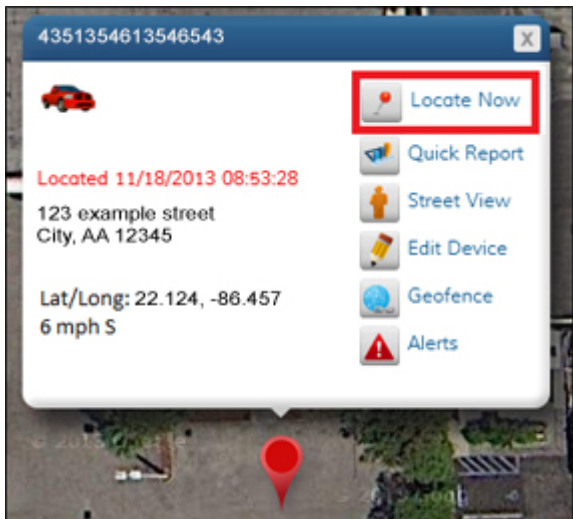 4351354613546543
X
Locate Now
Quick Report
Located 11/18/2013 08:53:28
Street View
123 example street
City, AA 12345
Edit Device
Lat/Long: 22.124, -86.457
Geofence
6 mph S
Alerts